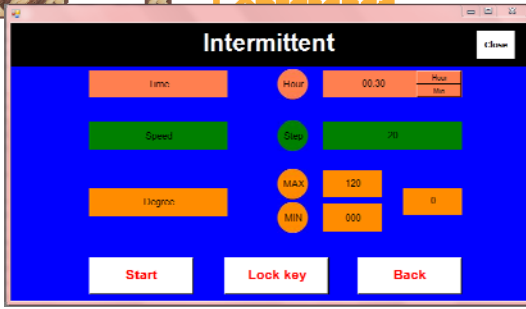 Intermittent
Close
Time Hour 00:30 Hour
Min
Speed Step 20
MAX 120
Degree 0
MIN 000
Start Lock key Back